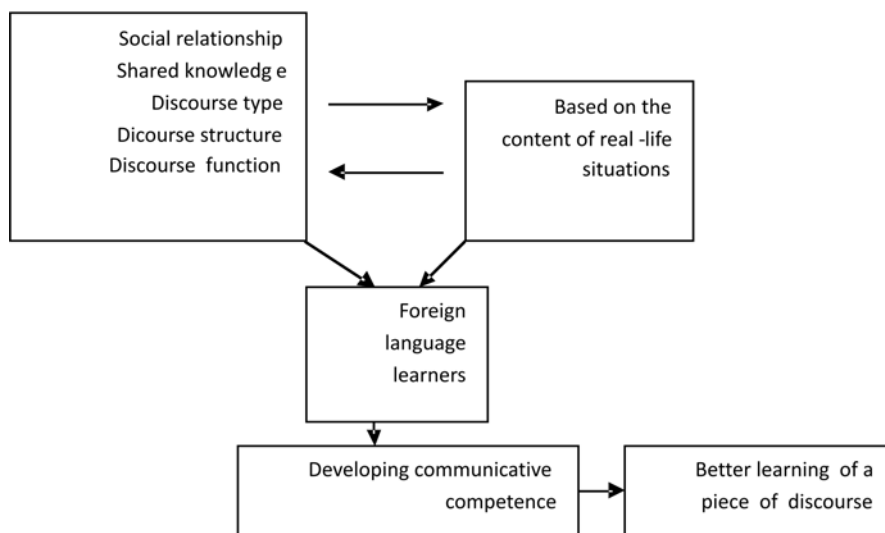 Social relationship
Shared knowledg e
Discourse type
Dicourse structure
Discourse function
Based on the
content of real -life
situations
Foreign
language
learners
Developing communicative
competence
Better learning of a
piece of discourse